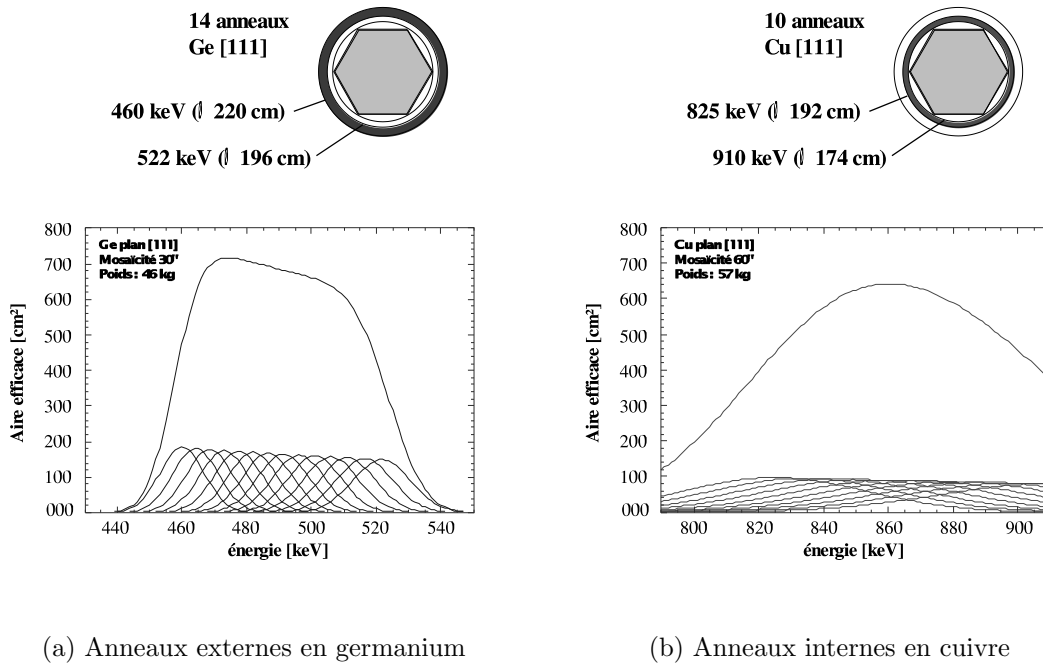 14 anneaux
Ge [111]
460 keV (ℓ 220 cm)
522 keV (ℓ 196 cm)
10 anneaux
Cu [111]
825 keV (ℓ 192 cm)
910 keV (ℓ 174 cm)
Aire efficace [cm²]
800
700
600
500
400
300
200
100
000
Ge plan [111]
Mosaïcité 30"
Poids : 46 kg
440 460 480 500 520 540
énergie [keV]
Aire efficace [cm²]
800
700
600
500
400
300
200
100
000
Cu plan [111]
Mosaïcité 60"
Poids : 57 kg
800 820 840 860 880 900
énergie [keV]
(a) Anneaux externes en germanium
(b) Anneaux internes en cuivre